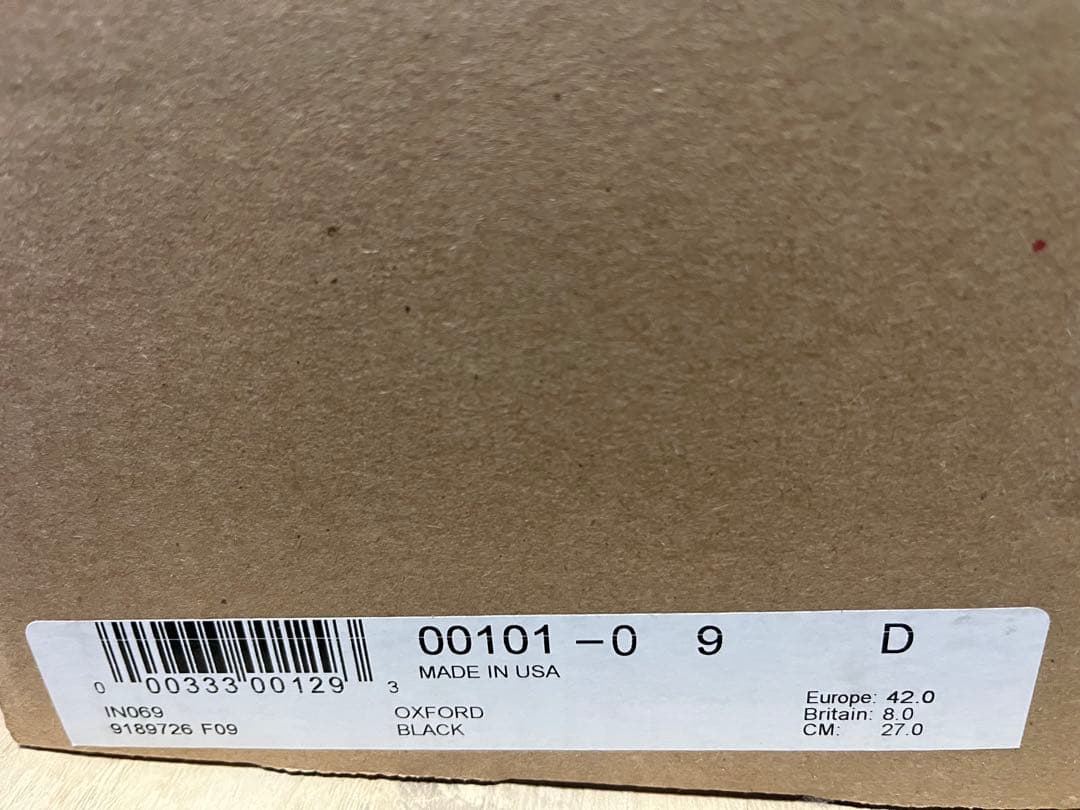 00101 -0 9 D
MADE IN USA
0 00333 00129 3
IN069
9189726 F09
OXFORD
BLACK
Europe: 42.0
Britain: 8.0
CM: 27.0